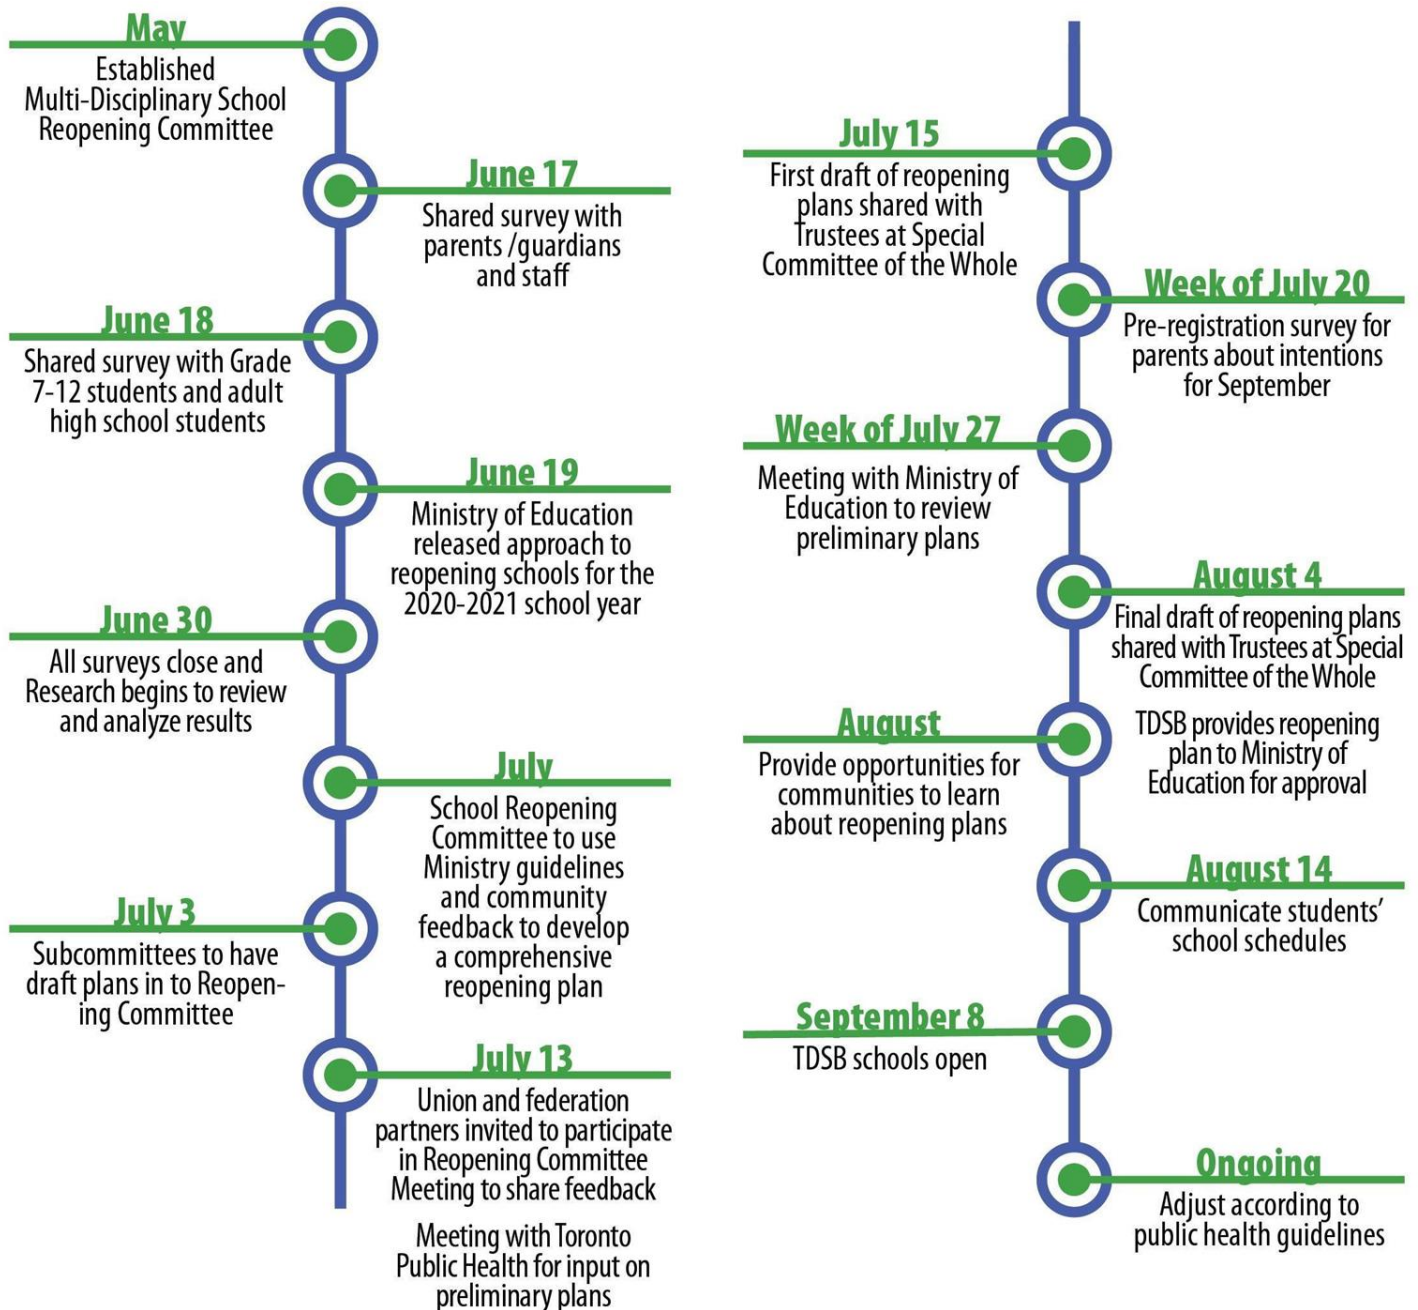 May
Established
Multi-Disciplinary School
Reopening Committee
June 17
Shared survey with
parents /guardians
and staff
June 18
Shared survey with Grade
7-12 students and adult
high school students
June 19
Ministry of Education
released approach to
reopening schools for the
2020-2021 school year
June 30
All surveys close and
Research begins to review
and analyze results
July
School Reopening
Committee to use
Ministry guidelines
and community
feedback to develop
a comprehensive
reopening plan
July 3
Subcommittees to have
draft plans in to Reopen-
ing Committee
July 13
Union and federation
partners invited to participate
in Reopening Committee
Meeting to share feedback
Meeting with Toronto
Public Health for input on
preliminary plans
July 15
First draft of reopening
plans shared with
Trustees at Special
Committee of the Whole
Week of July 20
Pre-registration survey for
parents about intentions
for September
Week of July 27
Meeting with Ministry of
Education to review
preliminary plans
August 4
Final draft of reopening plans
shared with Trustees at Special
Committee of the Whole
TDSB provides reopening
plan to Ministry of
Education for approval
August
Provide opportunities for
communities to learn
about reopening plans
August 14
Communicate students’
school schedules
September 8
TDSB schools open
Ongoing
Adjust according to
public health guidelines